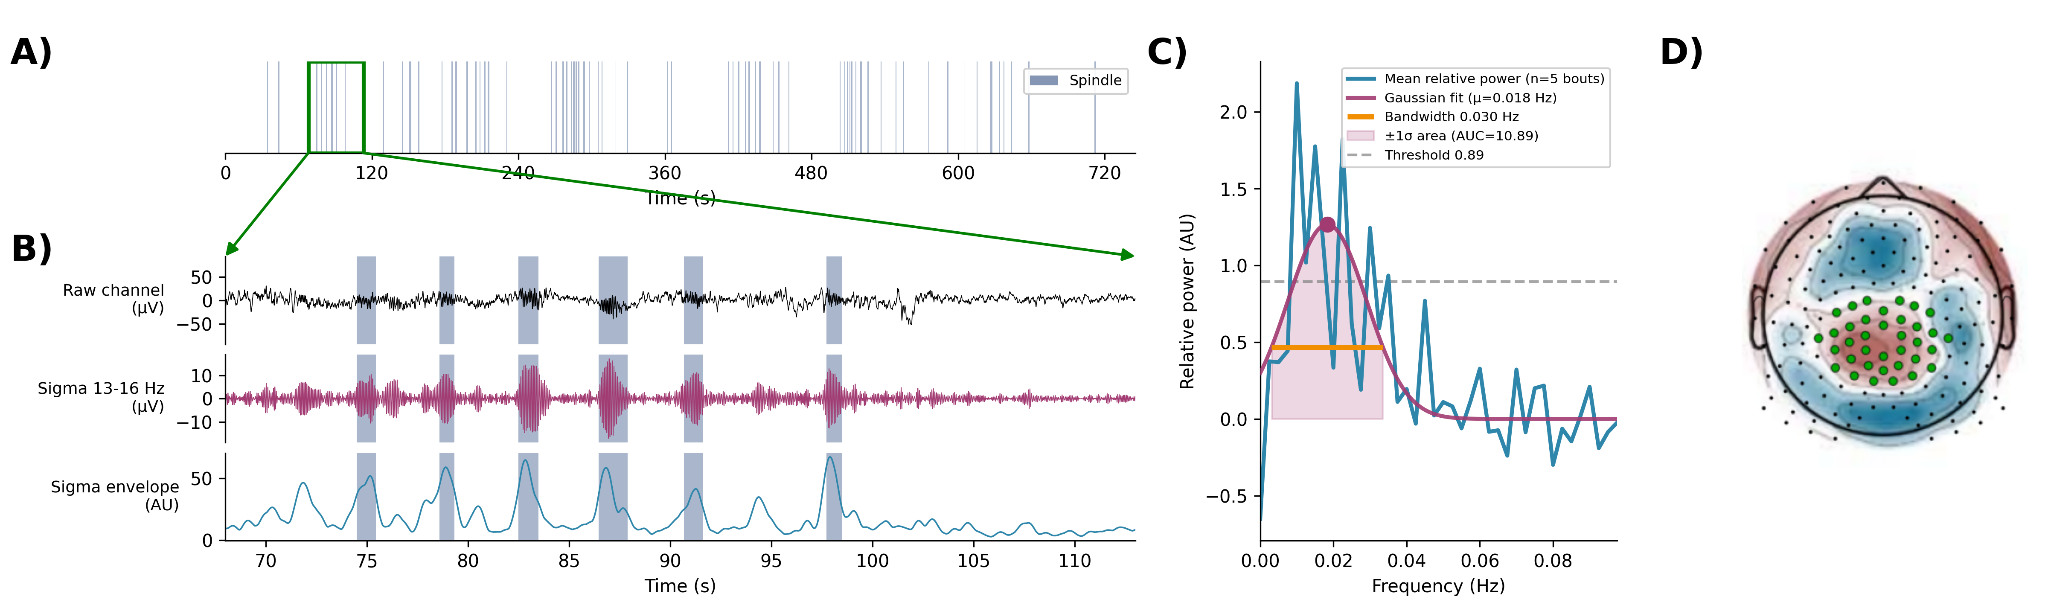 A)
Spindle
0 120 240 360 480 600 720
Time (s)
B)
Raw channel
(µV)
50
0
−50
Sigma 13-16 Hz
(µV)
10
0
−10
Sigma envelope
(AU)
50
0
70 75 80 85 90 95 100 105 110
Time (s)
C)
Mean relative power (n=5 bouts)
Gaussian fit (µ=0.018 Hz)
Bandwidth 0.030 Hz
±1σ area (AUC=10.89)
Threshold 0.89
Relative power (AU)
2.0
1.5
1.0
0.5
0.0
−0.5
0.00 0.02 0.04 0.06 0.08
Frequency (Hz)
D)